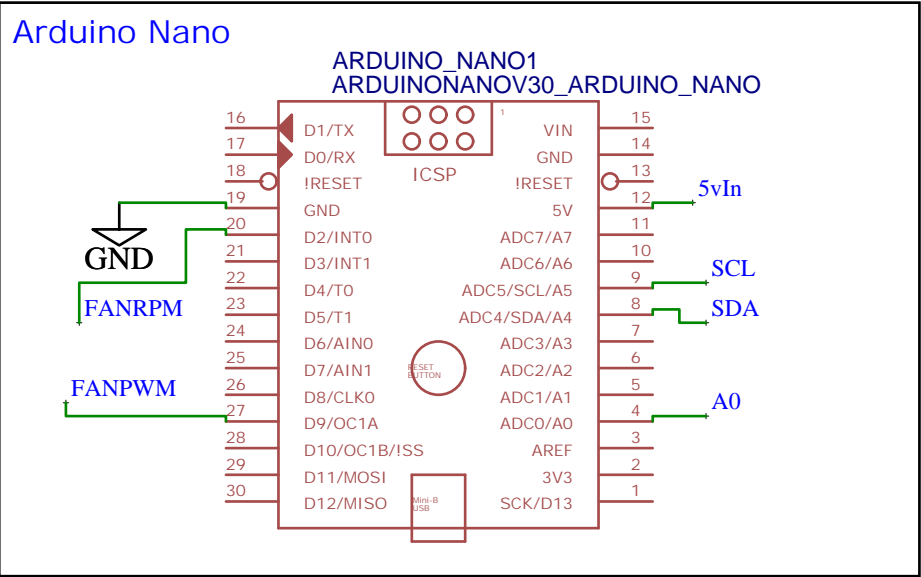 Arduino Nano
ARDUINO_NANO1
ARDUINONANOV30_ARDUINO_NANO
1
ICSP
16 D1/TX VIN 15
17 D0/RX GND 14
18 !RESET !RESET 13
19 GND 5V 12 5vIn
GND
20 D2/INT0 ADC7/A7 11
21 D3/INT1 ADC6/A6 10
22 D4/T0 ADC5/SCL/A5 9 SCL
FANRPM
23 D5/T1 ADC4/SDA/A4 8 SDA
24 D6/AIN0 ADC3/A3 7
25 D7/AIN1 ADC2/A2 6
RESET
BUTTON
26 D8/CLK0 ADC1/A1 5
FANPWM
27 D9/OC1A ADC0/A0 4 A0
28 D10/OC1B/!SS AREF 3
29 D11/MOSI 3V3 2
30 D12/MISO SCK/D13 1
Mini-B
USB